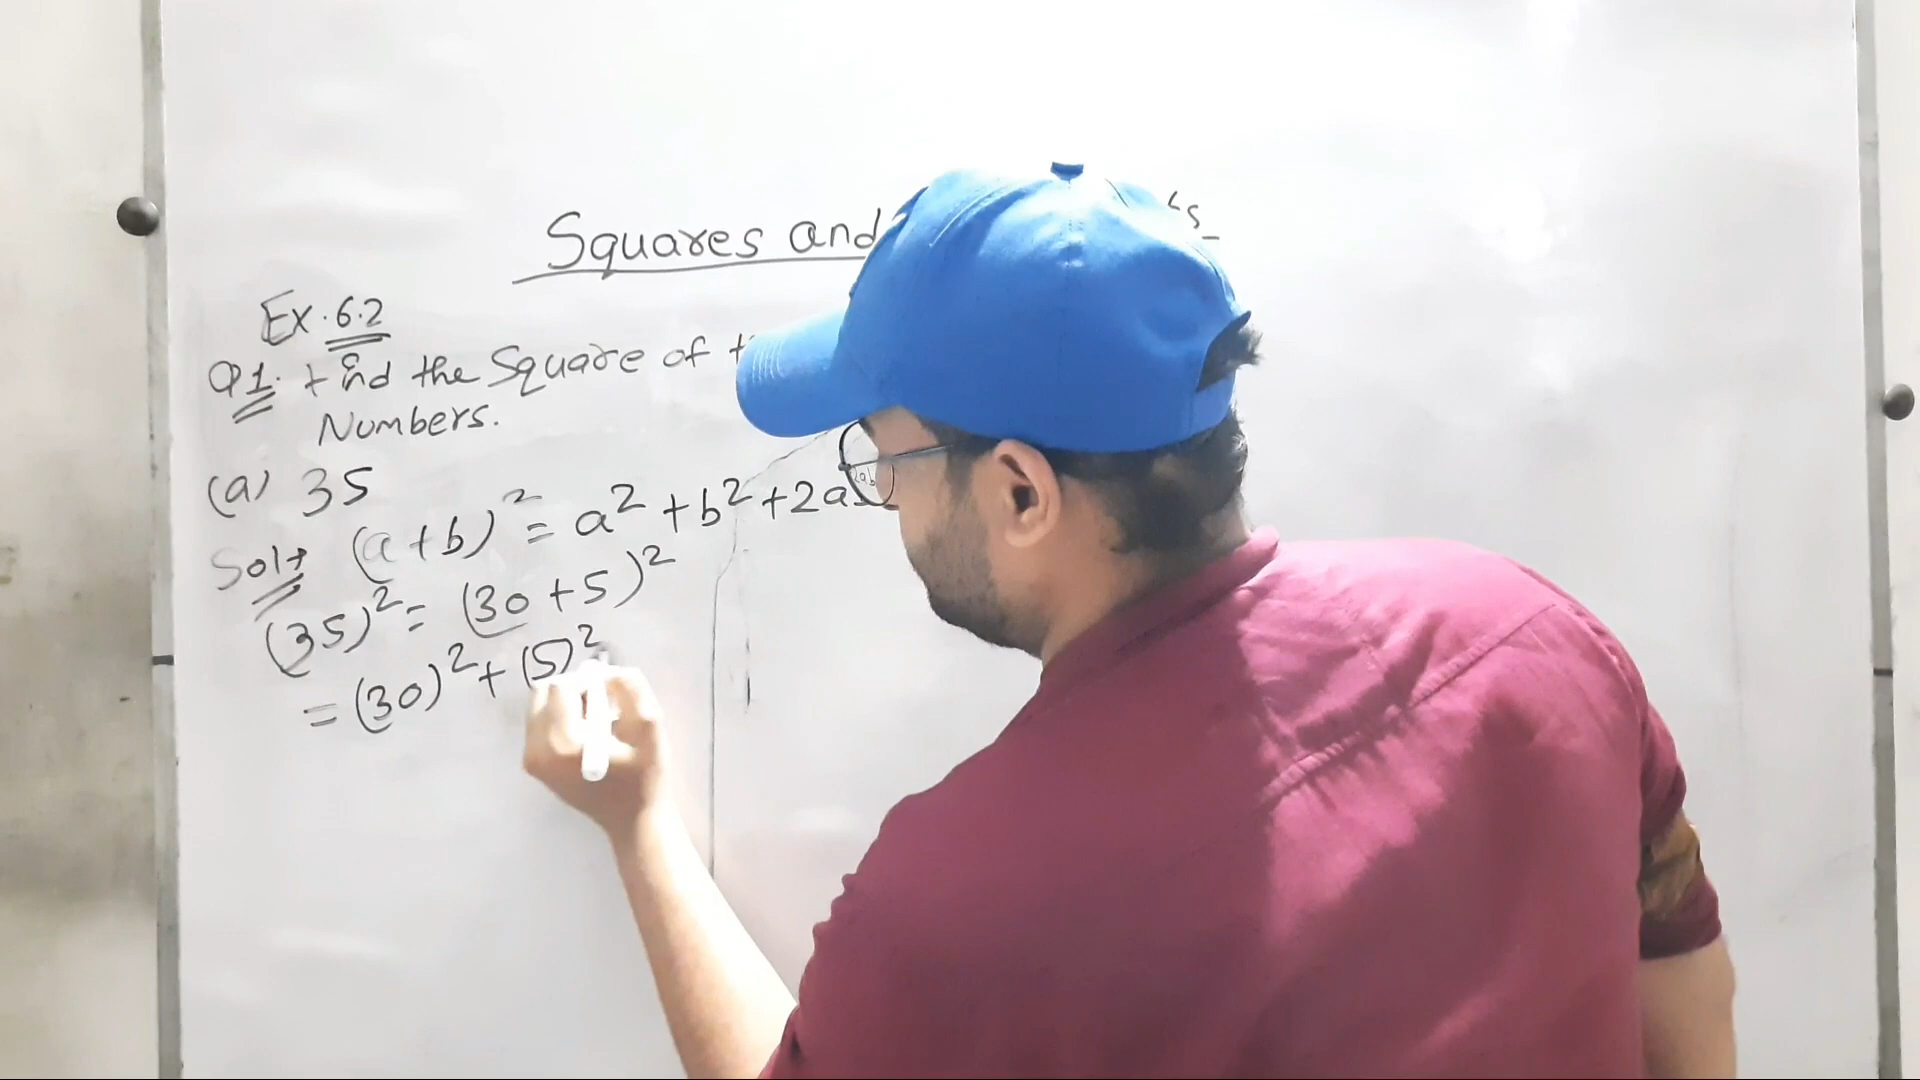 Squares and
Ex. 6.2
Q1. Find the Square of
Numbers.
(a) 35
Solt (a+b)² = a² + b² + 2a
(35)² = (30+5)²
= (30)² + (5)²